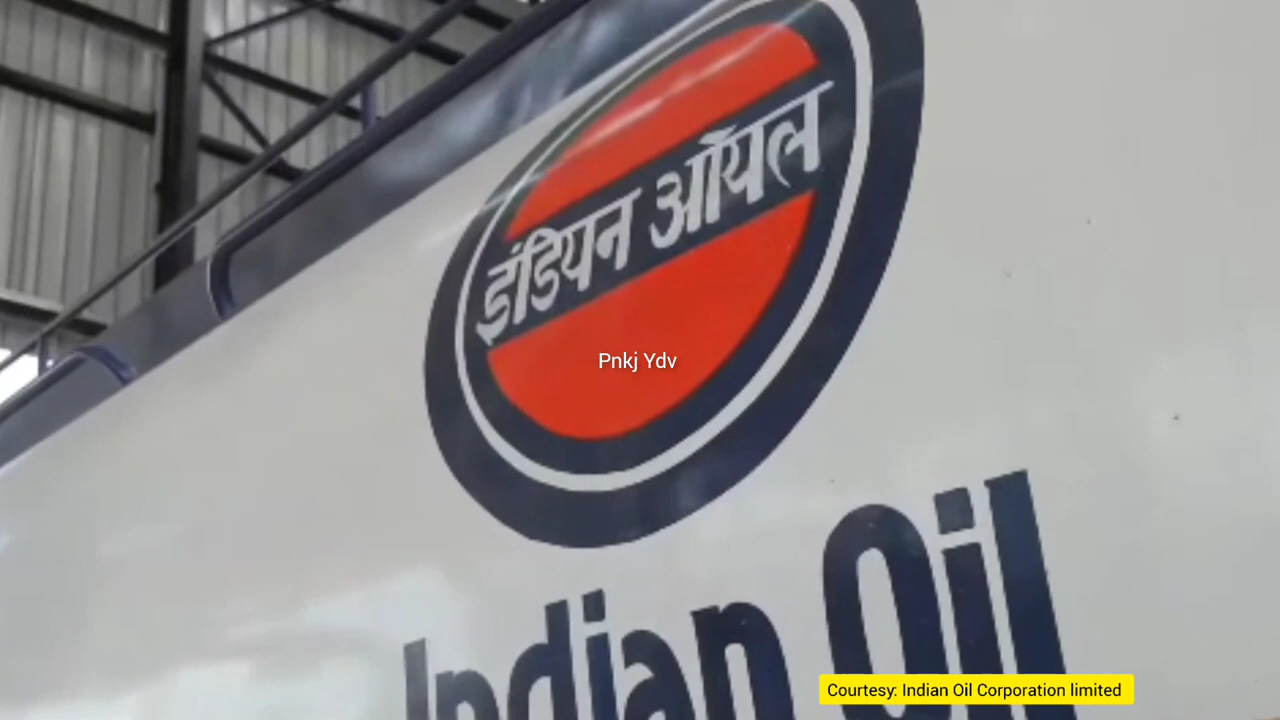 इंडियन ऑयल
Pnkj Ydv
Indian Oil
Courtesy: Indian Oil Corporation limited